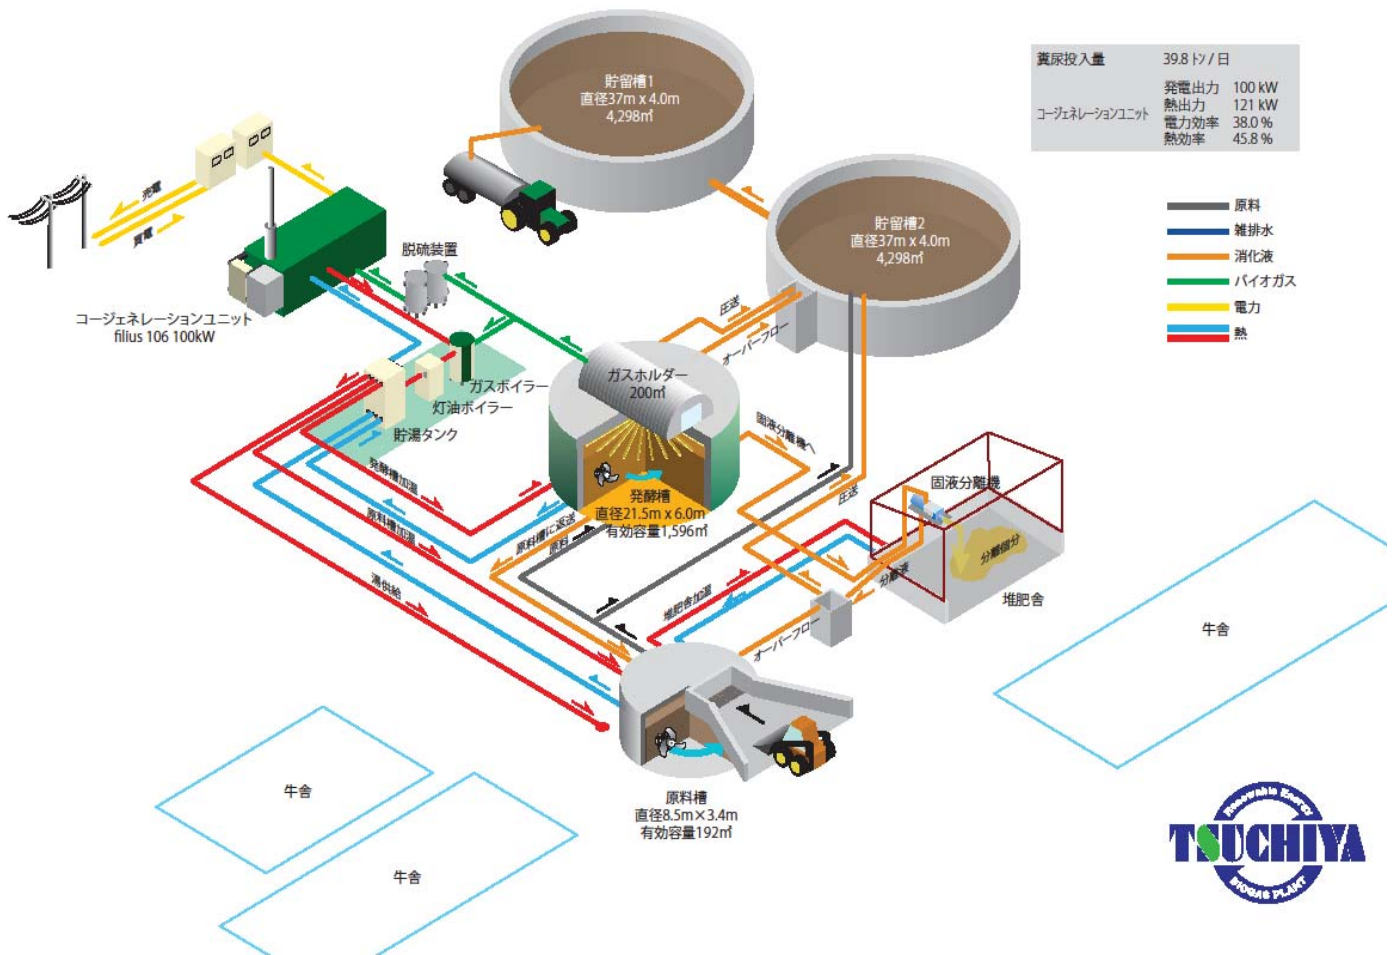 貯留槽1
直径37m x 4.0m
4,298㎥
糞尿投入量 39.8 トン / 日
コージェネレーションユニット
発電出力 100 kW
熱出力 121 kW
電力効率 38.0 %
熱効率 45.8 %
原料
雑排水
消化液
バイオガス
電力
熱
貯留槽2
直径37m x 4.0m
4,298㎥
売電
買電
脱硫装置
コージェネレーションユニット
filius 106 100kW
圧送
オーバーフロー
ガスホルダー
200㎥
ガスボイラー
灯油ボイラー
貯湯タンク
固液分離機へ
発酵槽加温
原料槽加温
湯供給
発酵槽
直径21.5m x 6.0m
有効容量1,596㎥
原料槽に返送
原料
圧送
固液分離機
分離個分
分離液
堆肥舎
堆肥舎加温
オーバーフロー
牛舎
原料槽
直径8.5m×3.4m
有効容量192㎥
牛舎
牛舎
Renewable Energy
TSUCHIYA
BIOGAS PLANT